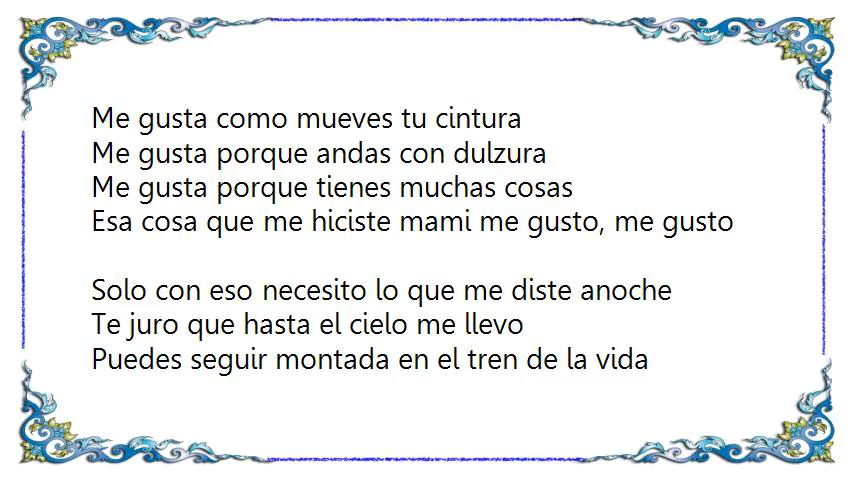 Me gusta como mueves tu cintura
Me gusta porque andas con dulzura
Me gusta porque tienes muchas cosas
Esa cosa que me hiciste mami me gusto, me gusto
Solo con eso necesito lo que me diste anoche
Te juro que hasta el cielo me llevo
Puedes seguir montada en el tren de la vida